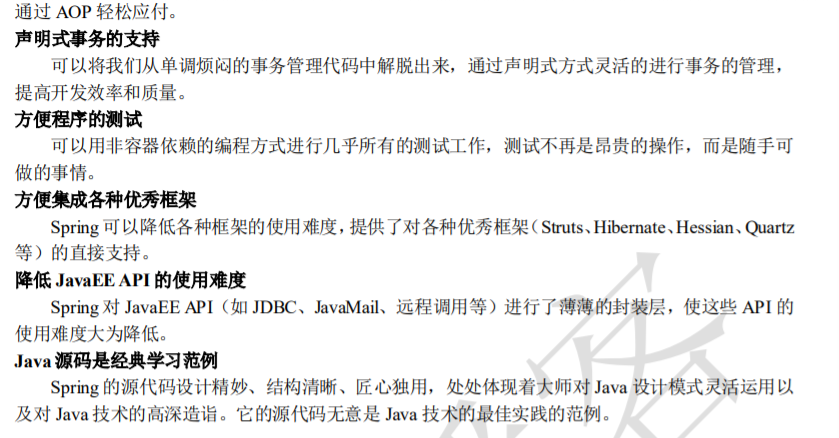 通过 AOP 轻松应付。
声明式事务的支持
可以将我们从单调烦闷的事务管理代码中解脱出来，通过声明式方式灵活的进行事务的管理，
提高开发效率和质量。
方便程序的测试
可以用非容器依赖的编程方式进行几乎所有的测试工作，测试不再是昂贵的操作，而是随手可
做的事情。
方便集成各种优秀框架
Spring 可以降低各种框架的使用难度，提供了对各种优秀框架（Struts、Hibernate、Hessian、Quartz
等）的直接支持。
降低 JavaEE API 的使用难度
Spring 对 JavaEE API（如 JDBC、JavaMail、远程调用等）进行了薄薄的封装层，使这些 API 的
使用难度大为降低。
Java 源码是经典学习范例
Spring 的源代码设计精妙、结构清晰、匠心独用，处处体现着大师对 Java 设计模式灵活运用以
及对 Java 技术的高深造诣。它的源代码无意是 Java 技术的最佳实践的范例。